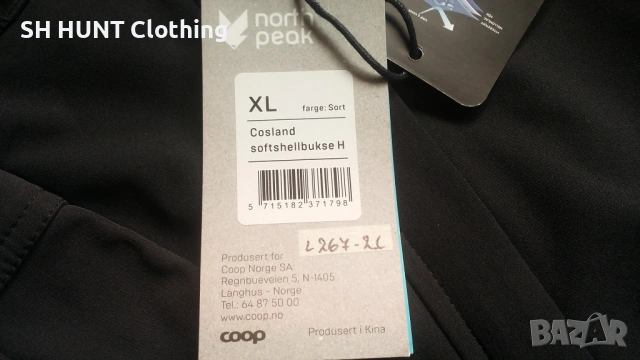 SH HUNT Clothing
north
peak
XL
farge: Sort
Cosland
softshellbukse H
5 715182 371798
L267-21
Produsert for
Coop Norge SA
Regnbueveien 5, N-1405
Langhus - Norge
Tel.: 64 87 50 00
www.coop.no
coop
Produsert i Kina
BAZAR